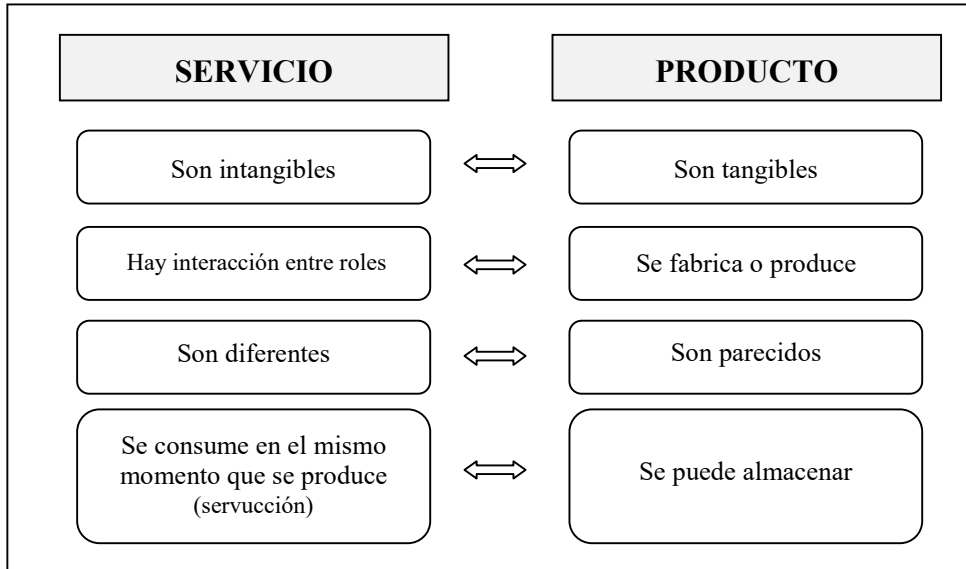 SERVICIO
PRODUCTO
Son intangibles
Son tangibles
Hay interacción entre roles
Se fabrica o produce
Son diferentes
Son parecidos
Se consume en el mismo
momento que se produce
(servucción)
Se puede almacenar